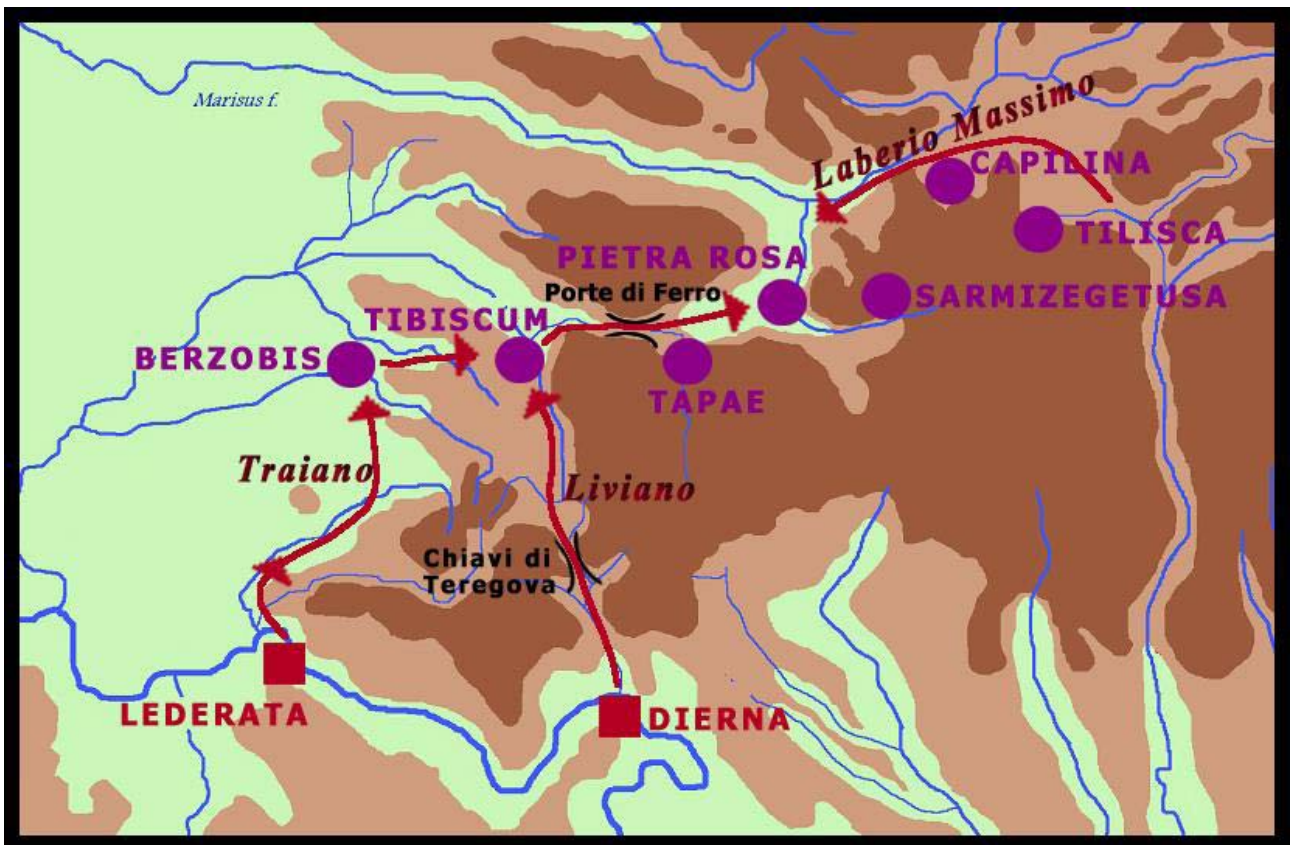 Marisus f.
Laberio Massimo
CAPILINA
TILISCA
PIETRA ROSA
Porte di Ferro
SARMIZEGETUSA
TIBISCUM
BERZOBIS
TAPAE
Traiano
Liviano
Chiavi di
Teregova
LEDERATA
DIERNA